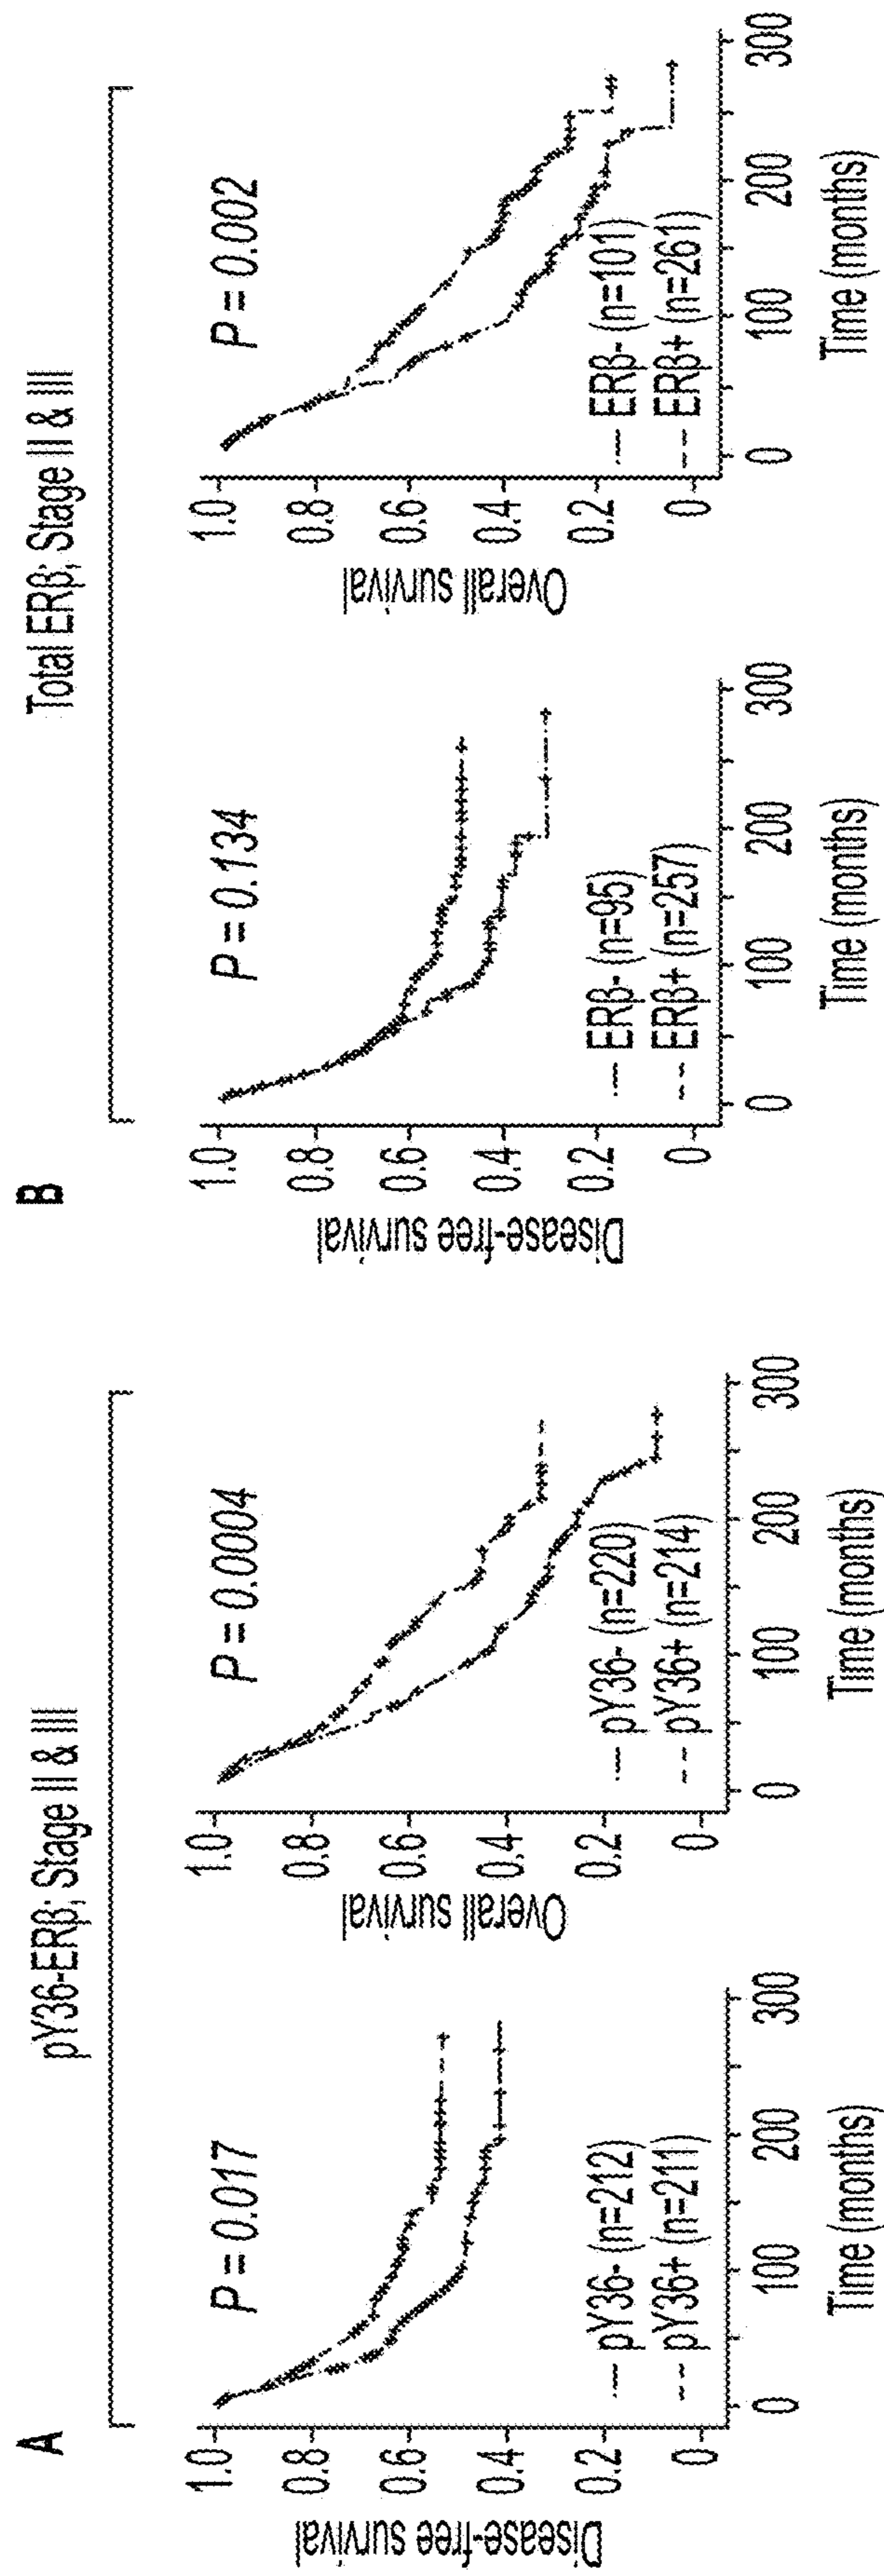 A
pY36-ERβ; Stage II & III
Disease-free survival
1.0
0.8
0.6
0.4
0.2
0
P = 0.017
pY36- (n=212)
pY36+ (n=211)
0 100 200 300
Time (months)
Overall survival
1.0
0.8
0.6
0.4
0.2
0
P = 0.0004
pY36- (n=220)
pY36+ (n=214)
0 100 200 300
Time (months)
B
Total ERβ; Stage II & III
Disease-free survival
1.0
0.8
0.6
0.4
0.2
0
P = 0.134
ERβ- (n=95)
ERβ+ (n=257)
0 100 200 300
Time (months)
Overall survival
1.0
0.8
0.6
0.4
0.2
0
P = 0.002
ERβ- (n=101)
ERβ+ (n=261)
0 100 200 300
Time (months)